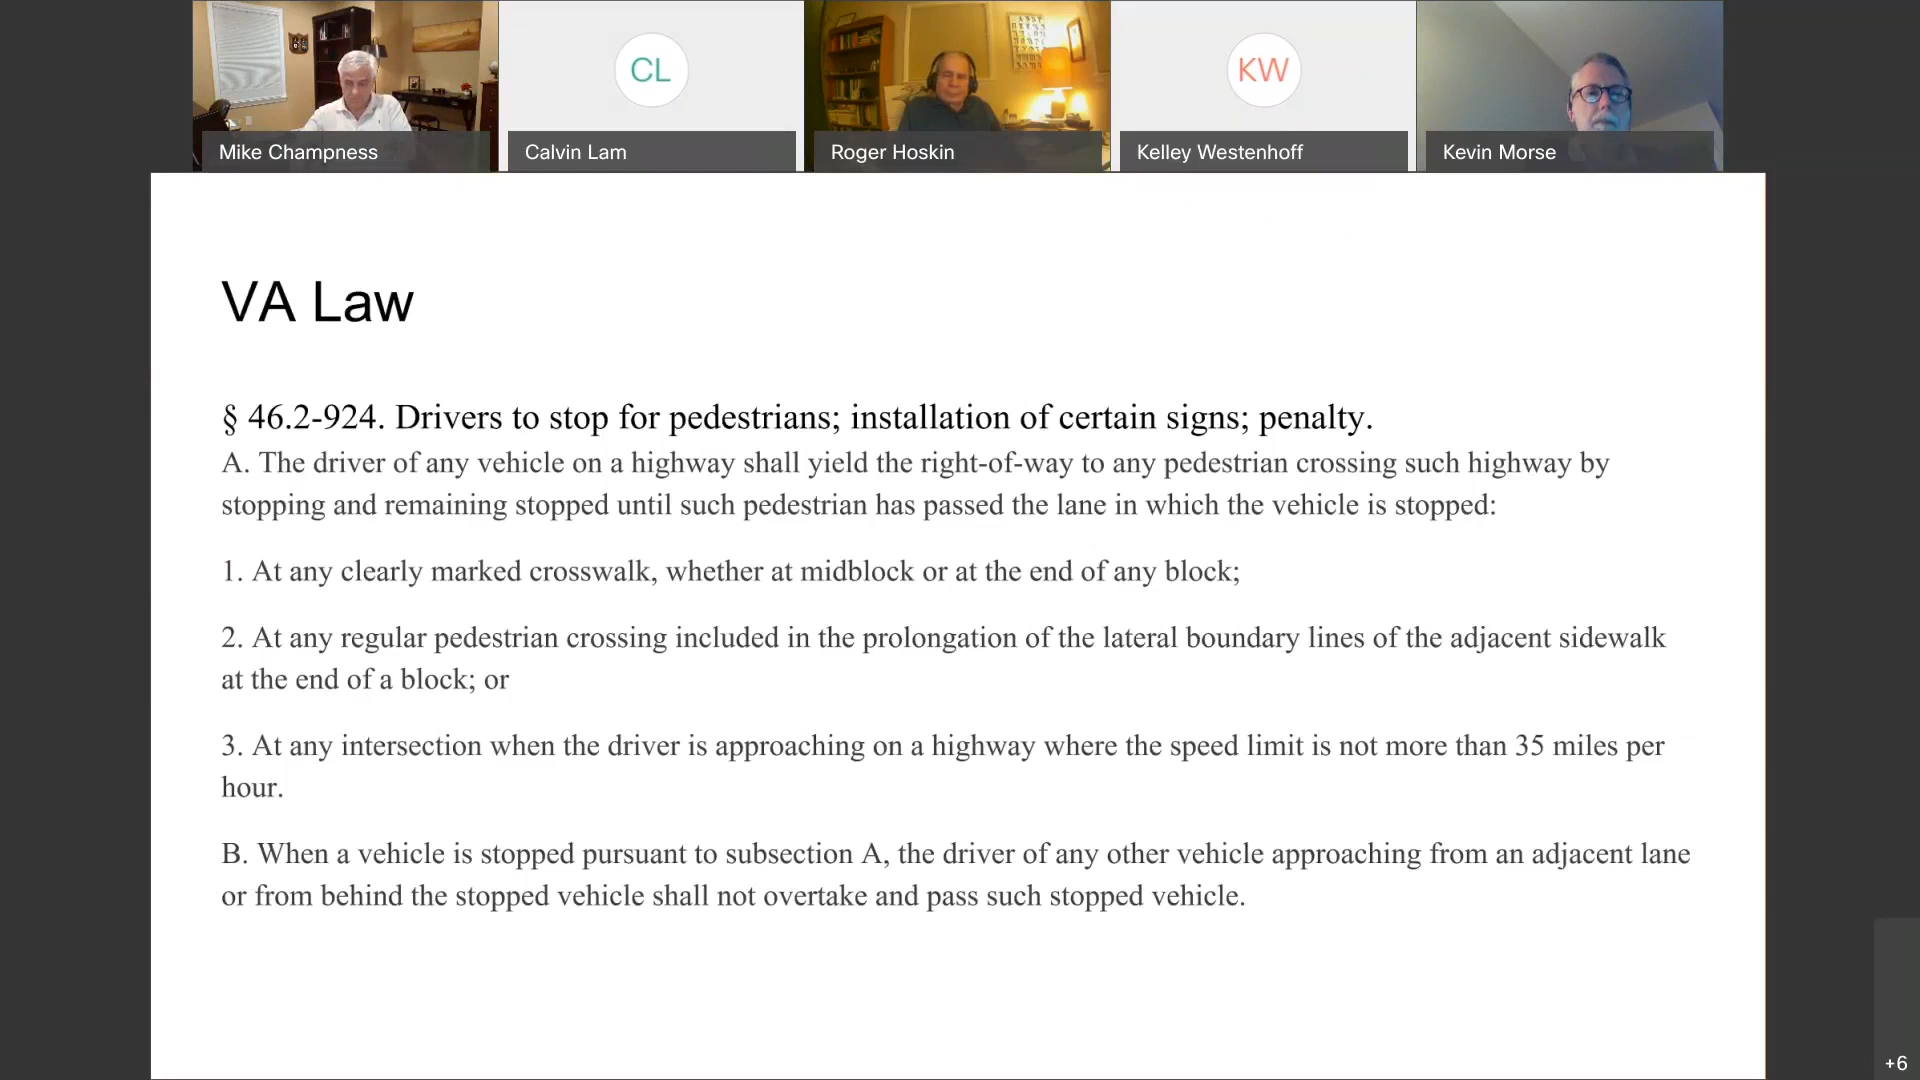 CL
KW
Mike Champness
Calvin Lam
Roger Hoskin
Kelley Westenhoff
Kevin Morse
VA Law
§ 46.2-924. Drivers to stop for pedestrians; installation of certain signs; penalty.
A. The driver of any vehicle on a highway shall yield the right-of-way to any pedestrian crossing such highway by
stopping and remaining stopped until such pedestrian has passed the lane in which the vehicle is stopped:
1. At any clearly marked crosswalk, whether at midblock or at the end of any block;
2. At any regular pedestrian crossing included in the prolongation of the lateral boundary lines of the adjacent sidewalk
at the end of a block; or
3. At any intersection when the driver is approaching on a highway where the speed limit is not more than 35 miles per
hour.
B. When a vehicle is stopped pursuant to subsection A, the driver of any other vehicle approaching from an adjacent lane
or from behind the stopped vehicle shall not overtake and pass such stopped vehicle.
+6